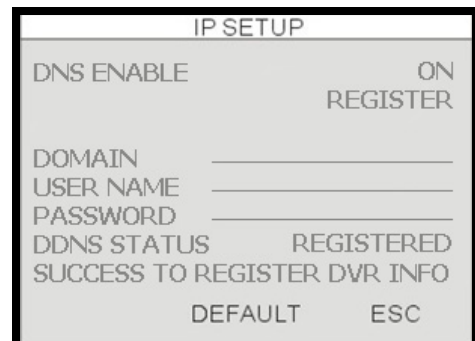 IP SETUP
DNS ENABLE ON
REGISTER
DOMAIN
USER NAME
PASSWORD
DDNS STATUS REGISTERED
SUCCESS TO REGISTER DVR INFO
DEFAULT ESC